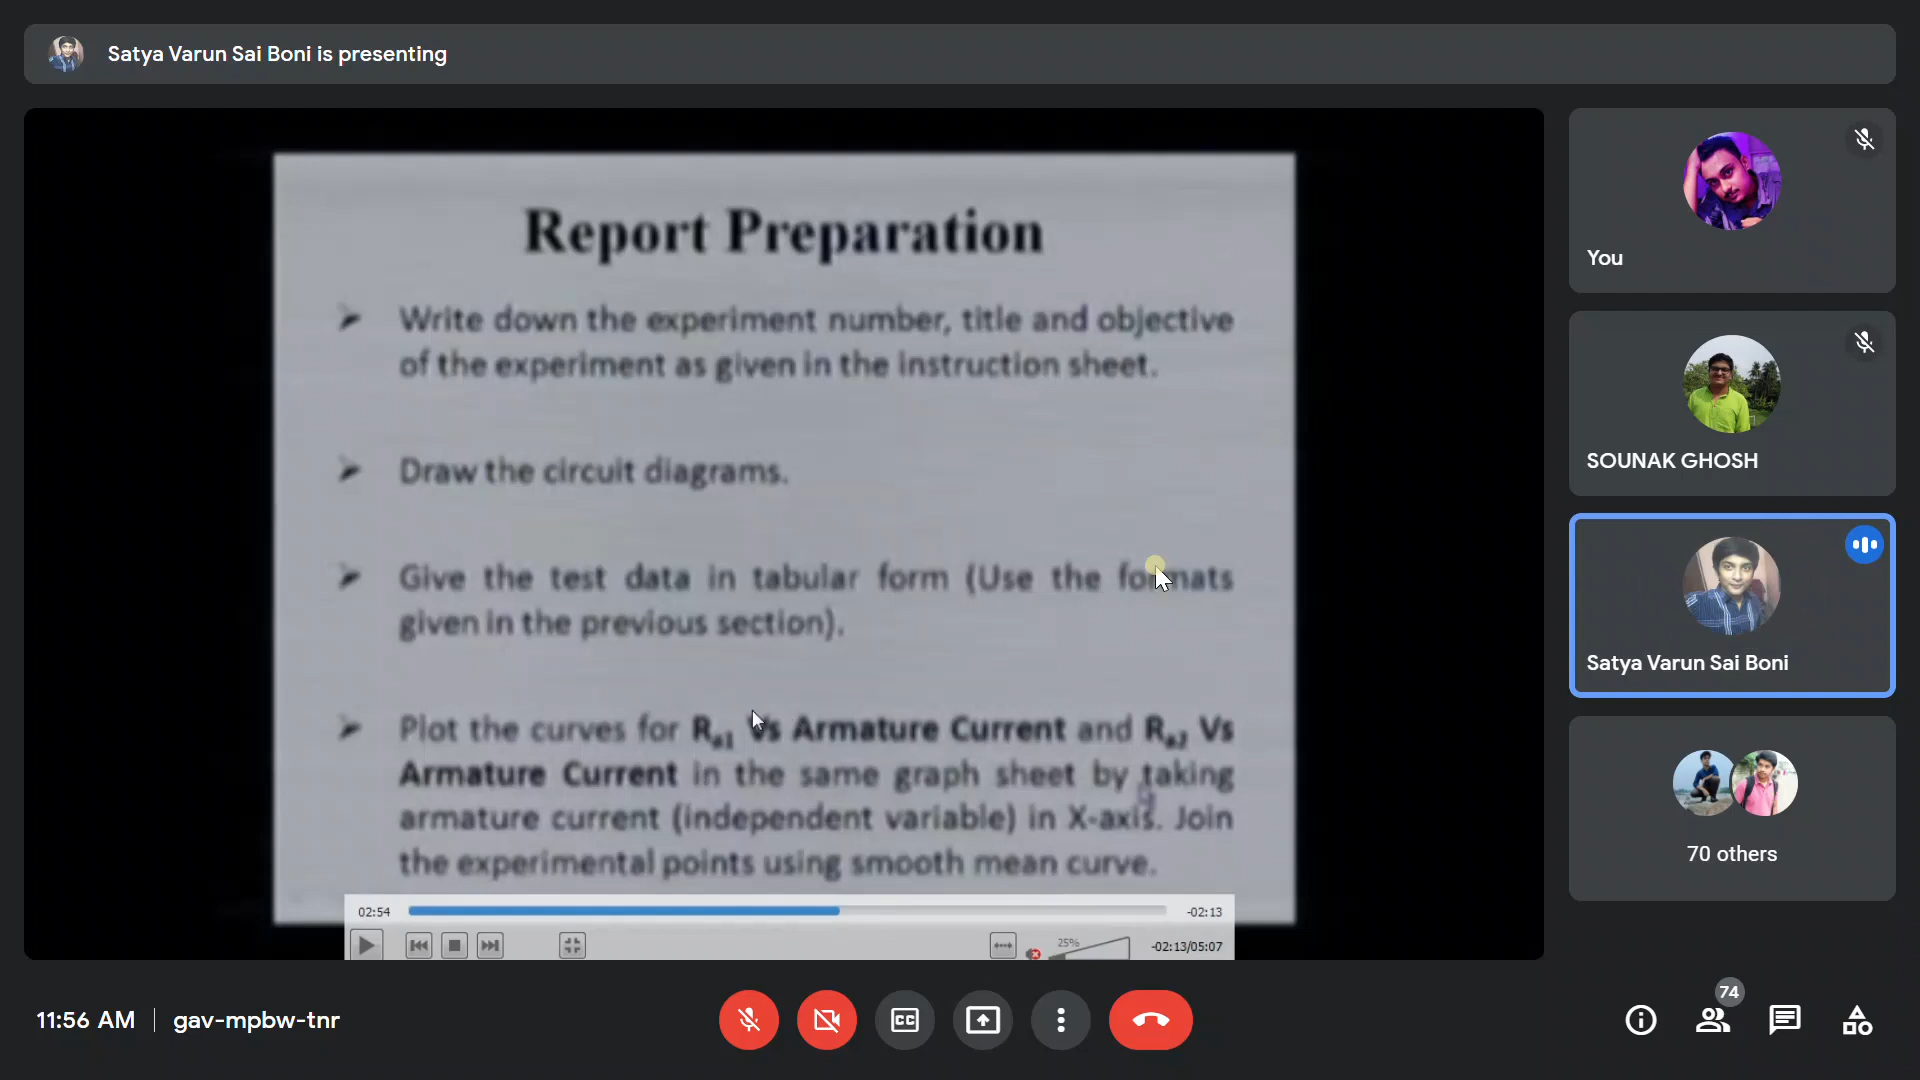 Satya Varun Sai Boni is presenting
Report Preparation
Write down the experiment number, title and objective
of the experiment as given in the instruction sheet.
Draw the circuit diagrams.
Give the test data in tabular form (Use the formats
given in the previous section).
Plot the curves for Ra1 Vs Armature Current and Ra2 Vs
Armature Current in the same graph sheet by taking
armature current (independent variable) in X-axis. Join
the experimental points using smooth mean curve.
02:54
-02:13
25%
-02:13/05:07
You
SOUNAK GHOSH
Satya Varun Sai Boni
70 others
11:56 AM
gav-mpbw-tnr
CC
74